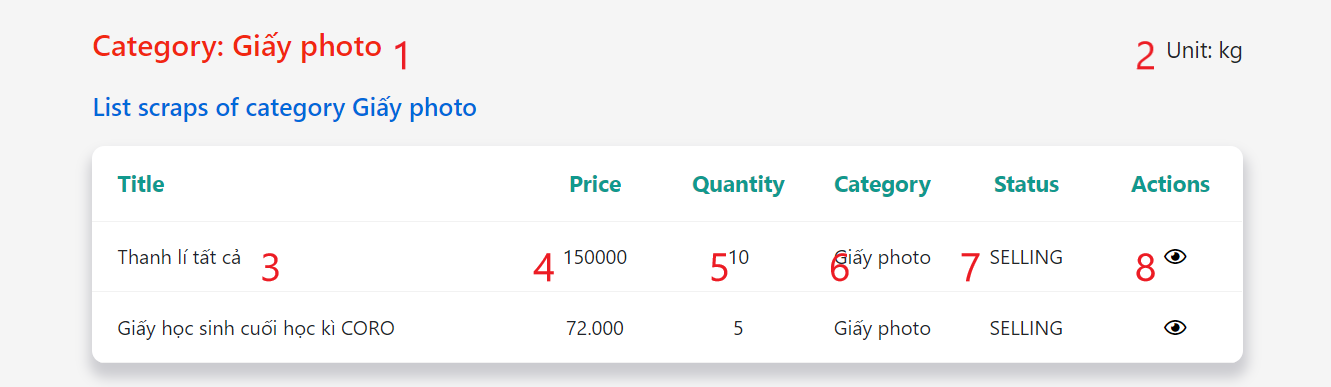 Category: Giấy photo 1 2 Unit: kg
List scraps of category Giấy photo
Title Price Quantity Category Status Actions
Thanh lí tất cả 3 4 150000 5 10 6 Giấy photo 7 SELLING 8
Giấy học sinh cuối học kì CORO 72.000 5 Giấy photo SELLING